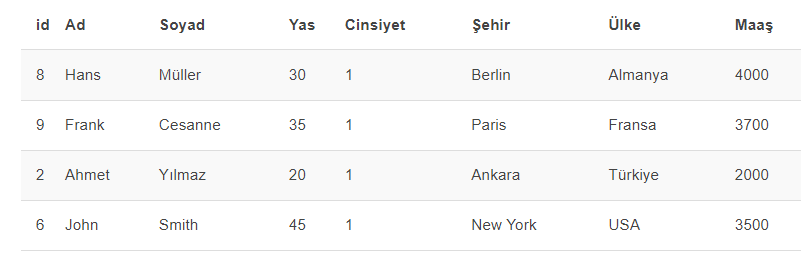 id Ad Soyad Yas Cinsiyet Şehir Ülke Maaş
8 Hans Müller 30 1 Berlin Almanya 4000
9 Frank Cesanne 35 1 Paris Fransa 3700
2 Ahmet Yılmaz 20 1 Ankara Türkiye 2000
6 John Smith 45 1 New York USA 3500